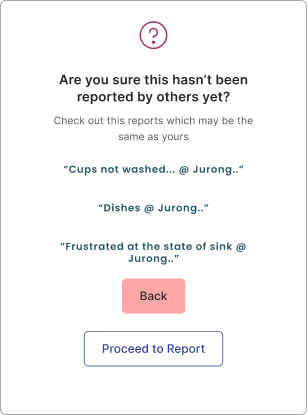 Are you sure this hasn’t been
reported by others yet?
Check out this reports which may be the
same as yours
“Cups not washed... @ Jurong..”
“Dishes @ Jurong..”
“Frustrated at the state of sink @
Jurong..”
Back
Proceed to Report